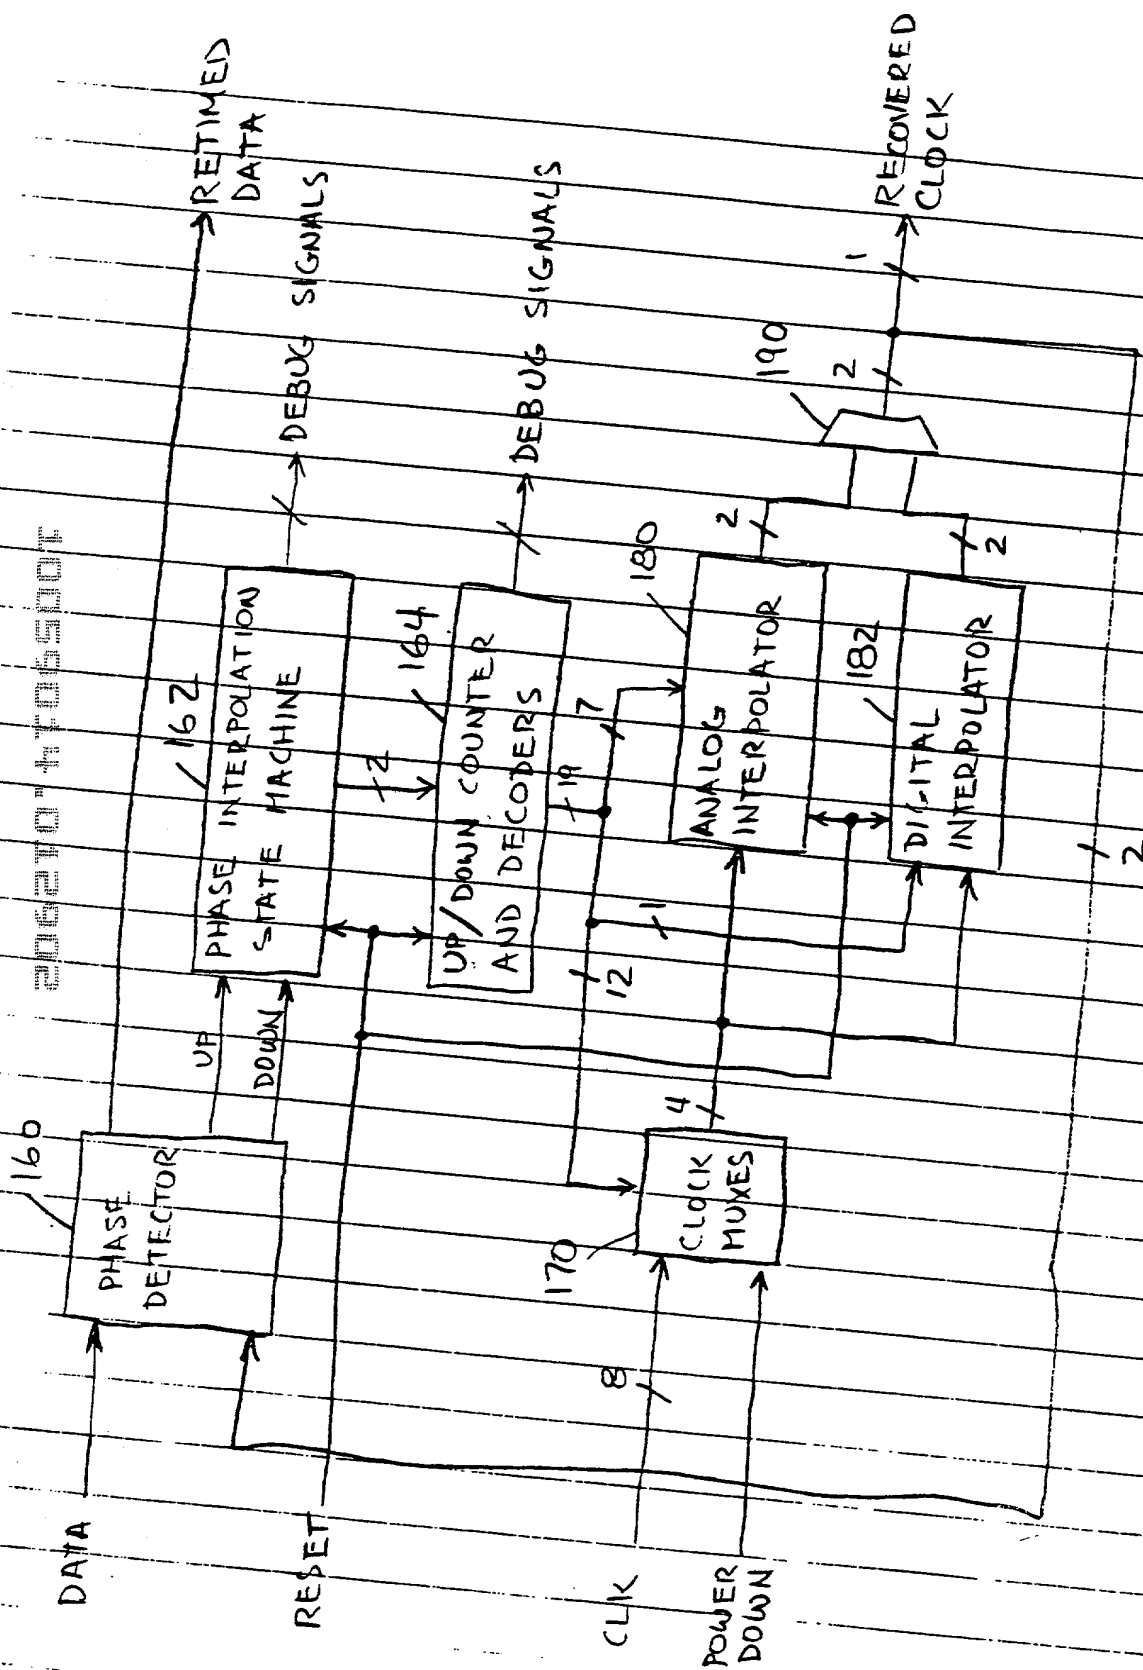 160
PHASE
DETECTOR
DATA
RESET
UP
DOWN
162
PHASE INTERPOLATION
STATE MACHINE
RETIMED
DATA
DEBUG SIGNALS
2
164
UP/DOWN COUNTER
AND DECODERS
DEBUG SIGNALS
19
7
12
1
CLK
8
POWER
DOWN
170
CLOCK
MUXES
4
180
ANALOG
INTERPOLATOR
2
182
DIGITAL
INTERPOLATOR
2
190
2
1
RECOVERED
CLOCK
2